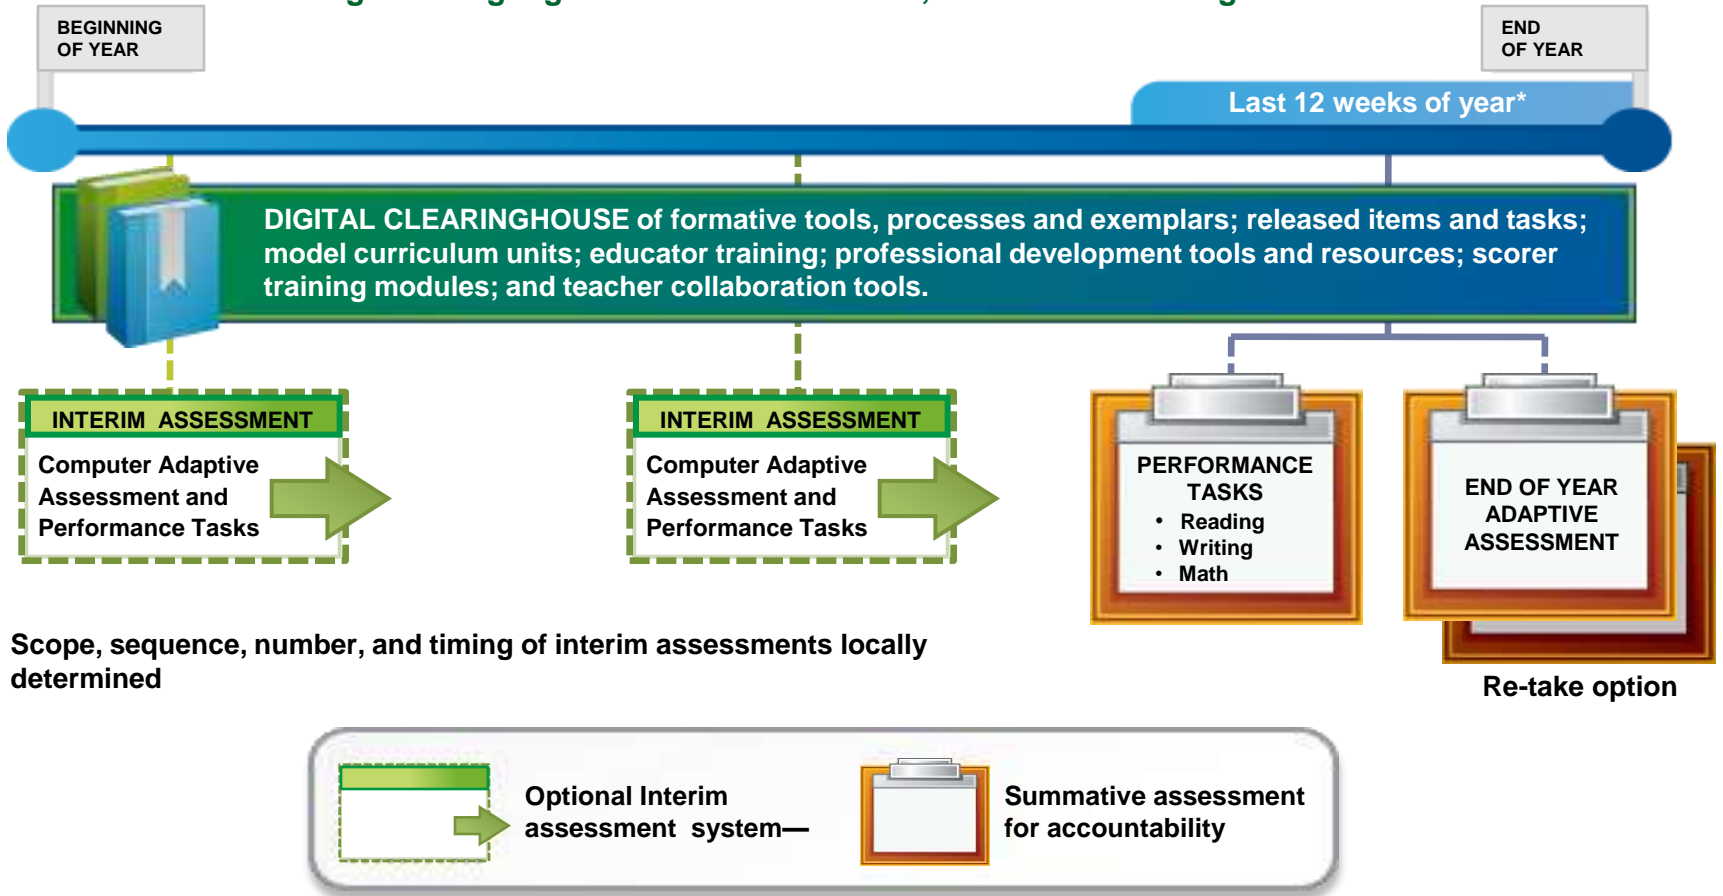 BEGINNING
OF YEAR
END
OF YEAR
Last 12 weeks of year*
DIGITAL CLEARINGHOUSE of formative tools, processes and exemplars; released items and tasks;
model curriculum units; educator training; professional development tools and resources; scorer
training modules; and teacher collaboration tools.
INTERIM ASSESSMENT
Computer Adaptive
Assessment and
Performance Tasks
INTERIM ASSESSMENT
Computer Adaptive
Assessment and
Performance Tasks
PERFORMANCE
TASKS
• Reading
• Writing
• Math
END OF YEAR
ADAPTIVE
ASSESSMENT
Scope, sequence, number, and timing of interim assessments locally
determined
Re-take option
Optional Interim
assessment system—
Summative assessment
for accountability